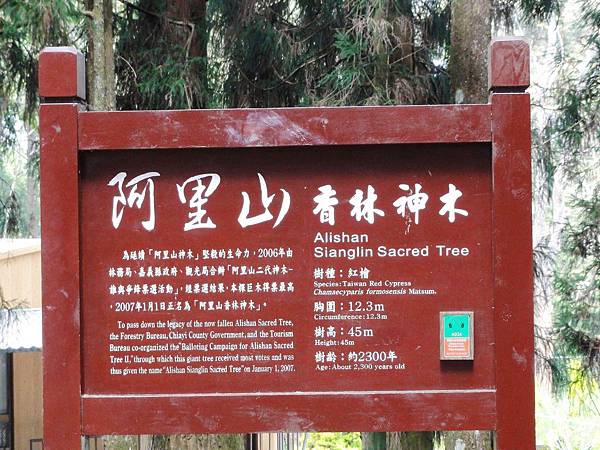 阿里山 香林神木
Alishan
Sianglin Sacred Tree
為延續「阿里山神木」堅毅的生命力，2006年由
林務局、嘉義縣政府、觀光局合辦「阿里山二代神木-
誰與爭鋒票選活動」，經票選結果，本棵巨木得票最高，
2007年1月1日正名為「阿里山香林神木」。
To pass down the legacy of the now fallen Alishan Sacred Tree,
the Forestry Bureau, Chiayi County Government, and the Tourism
Bureau co-organized the "Balloting Campaign for Alishan Sacred
Tree II," through which this giant tree received most votes and was
thus given the name "Alishan Sianglin Sacred Tree" on January 1, 2007.
樹種：紅檜
Species: Taiwan Red Cypress
Chamaecyparis formosensis Matsum.
胸圍：12.3m
Circumference: 12.3m
樹高：45m
Height: 45m
樹齡：約2300年
Age: About 2,300 years old